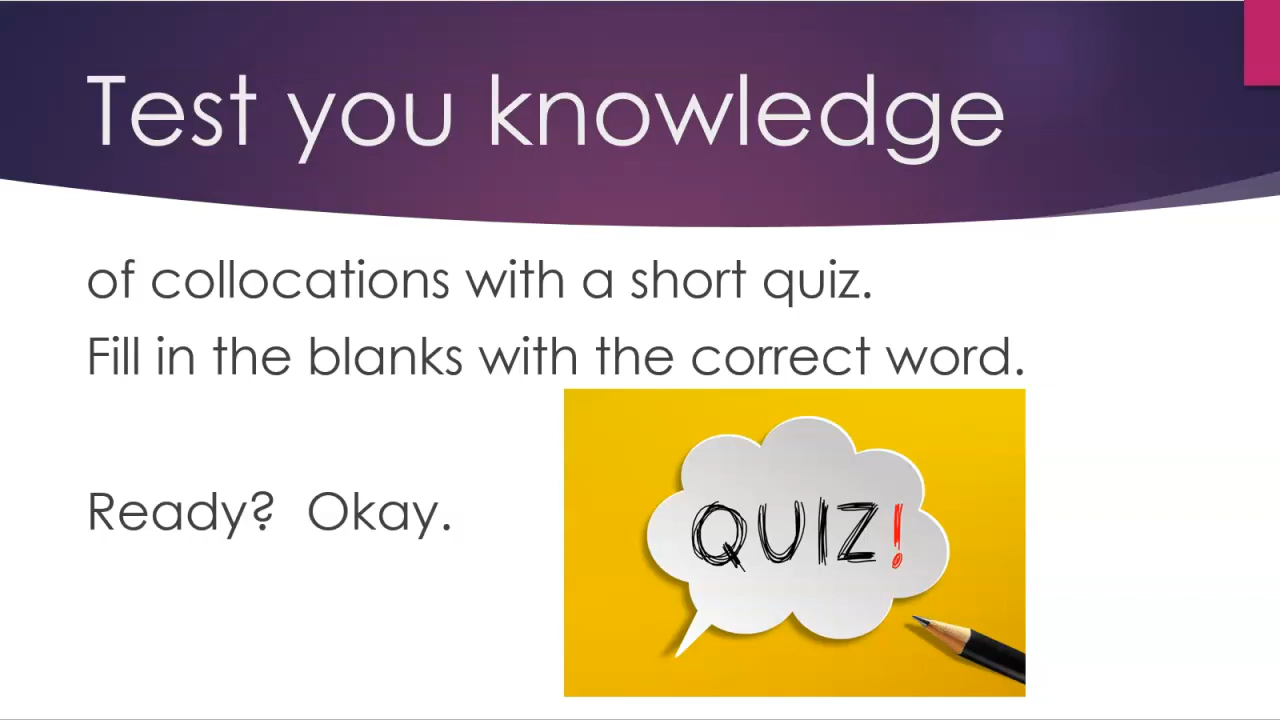 Test you knowledge
of collocations with a short quiz.
Fill in the blanks with the correct word.
Ready?  Okay.
QUIZ!